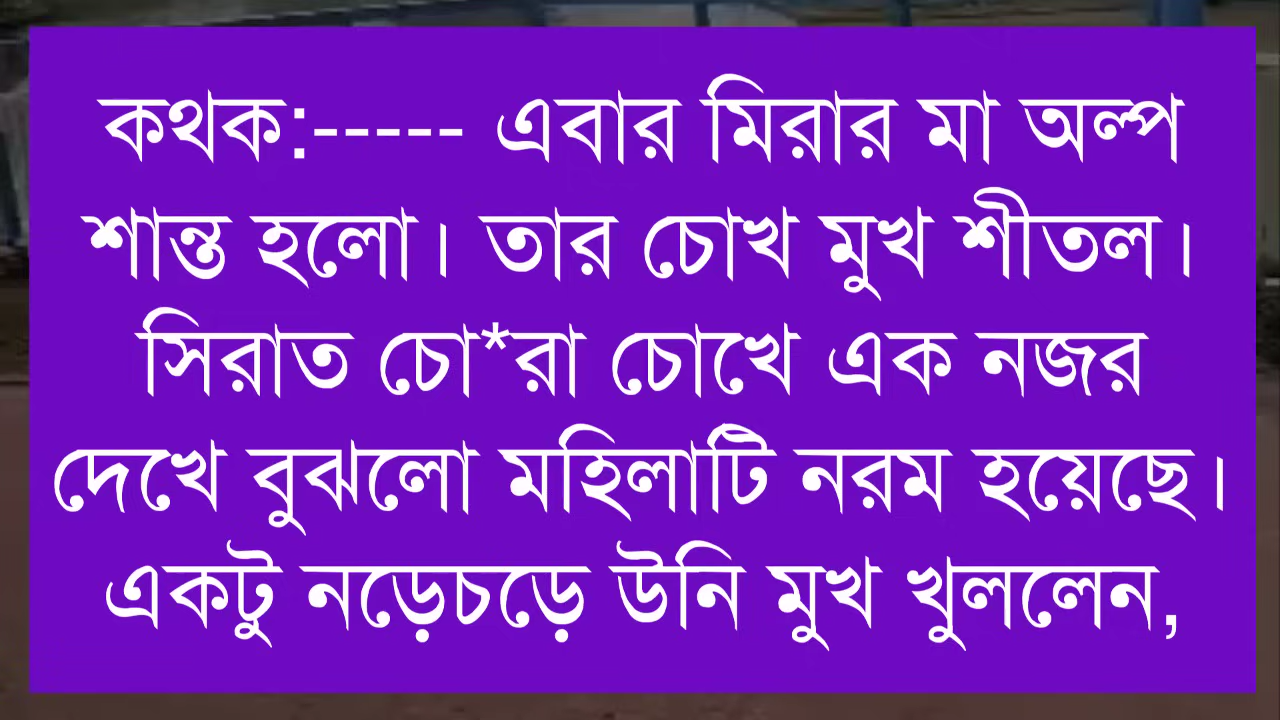 কথক:----- এবার মিরার মা অল্প
শান্ত হলো। তার চোখ মুখ শীতল।
সিরাত চো*রা চোখে এক নজর
দেখে বুঝলো মহিলাটি নরম হয়েছে।
একটু নড়েচড়ে উনি মুখ খুললেন,